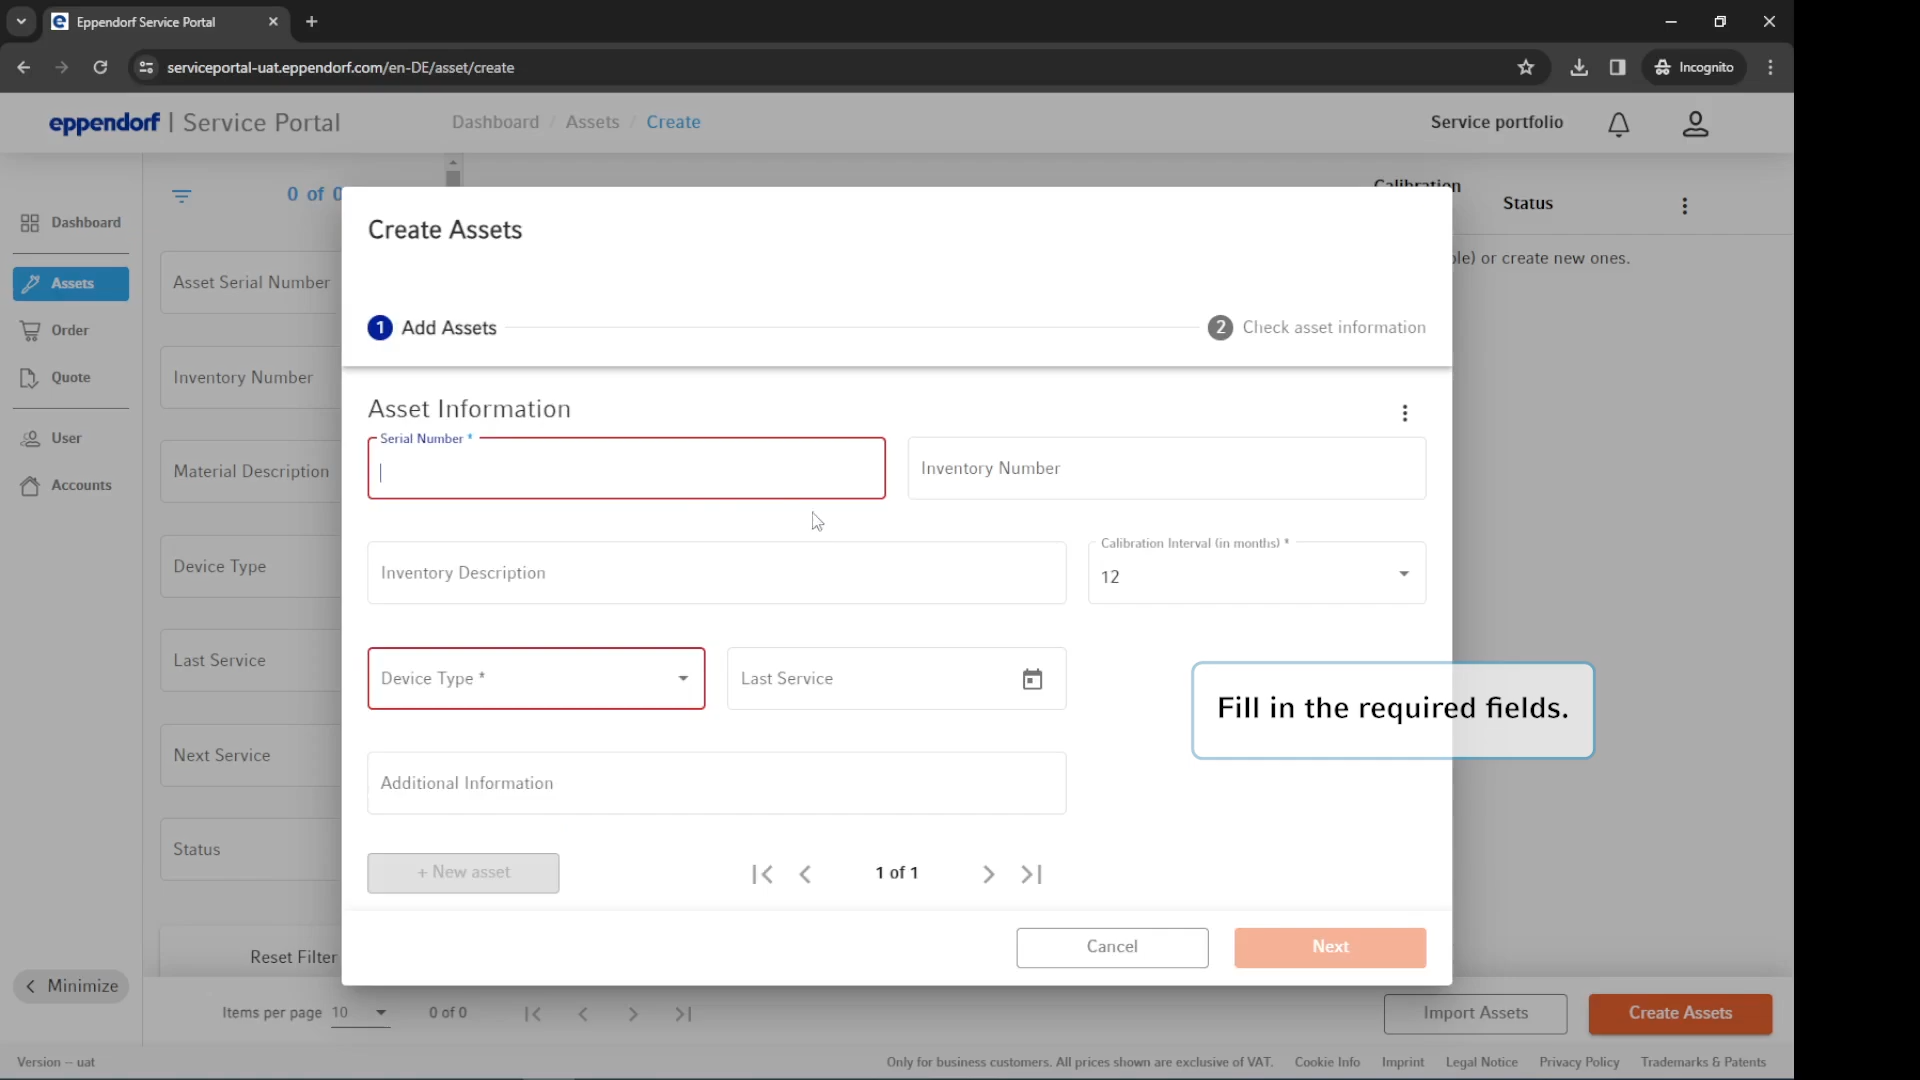 Eppendorf Service Portal
serviceportal-uat.eppendorf.com/en-DE/asset/create
Incognito
eppendorf | Service Portal
Dashboard / Assets / Create
Service portfolio
Dashboard
Assets
Order
Quote
User
Accounts
Minimize
0 of 0
Asset Serial Number
Inventory Number
Material Description
Device Type
Last Service
Next Service
Status
Reset Filter
Calibration
Status
ble) or create new ones.
Create Assets
1 Add Assets
2 Check asset information
Asset Information
Serial Number *
Inventory Number
Inventory Description
Calibration Interval (in months) *
12
Device Type *
Last Service
Fill in the required fields.
Additional Information
+ New asset
1 of 1
Cancel
Next
Items per page 10
0 of 0
Import Assets
Create Assets
Version – uat
Only for business customers. All prices shown are exclusive of VAT.
Cookie Info
Imprint
Legal Notice
Privacy Policy
Trademarks & Patents